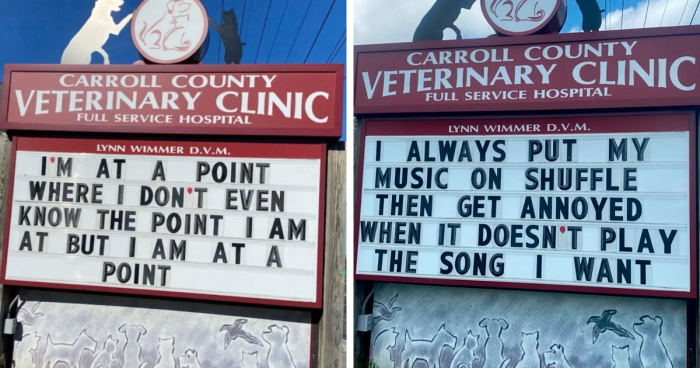 CARROLL COUNTY
VETERINARY CLINIC
FULL SERVICE HOSPITAL
LYNN WIMMER D.V.M.
I'M AT A POINT
WHERE I DON'T EVEN
KNOW THE POINT I AM
AT BUT I AM AT A
POINT
CARROLL COUNTY
VETERINARY CLINIC
FULL SERVICE HOSPITAL
LYNN WIMMER D.V.M.
I ALWAYS PUT MY
MUSIC ON SHUFFLE
THEN GET ANNOYED
WHEN IT DOESN'T PLAY
THE SONG I WANT